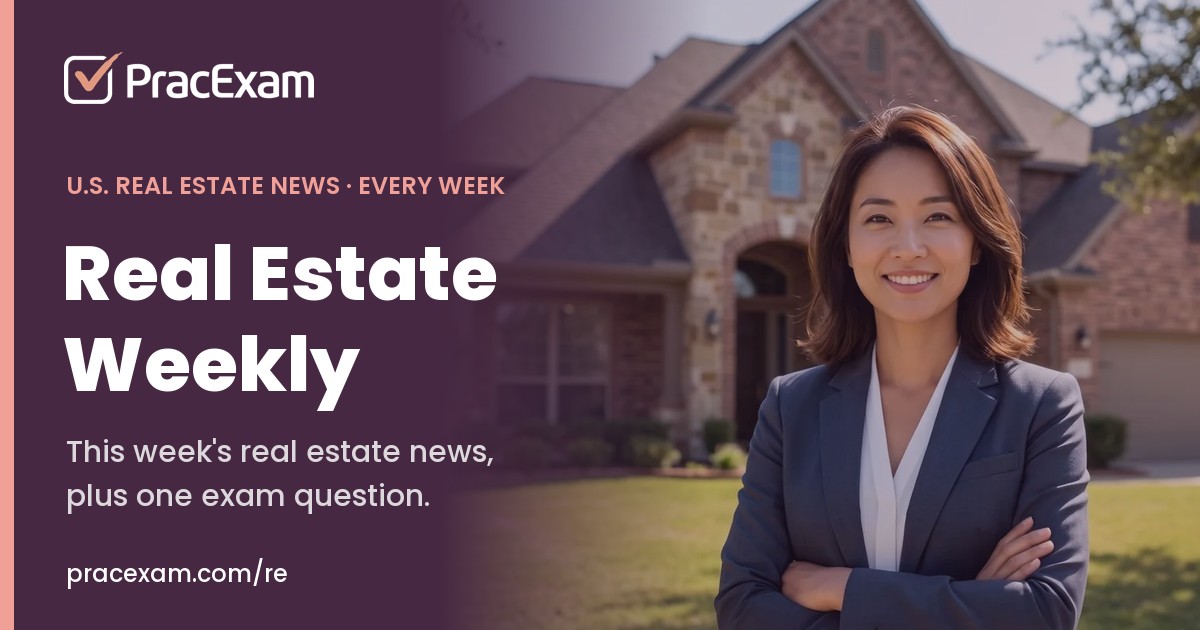 PracExam
U.S. REAL ESTATE NEWS · EVERY WEEK
Real Estate
Weekly
This week's real estate news,
plus one exam question.
pracexam.com/re